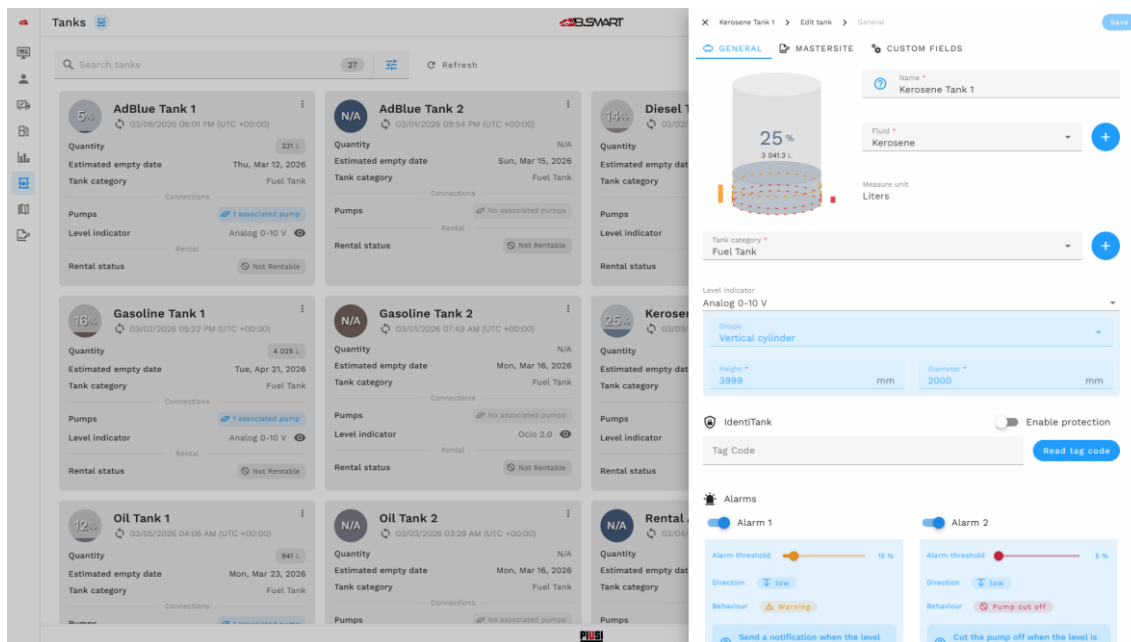 Tanks
B.SMART
Search tanks
27
Refresh
5%
AdBlue Tank 1
03/08/2026 06:01 PM (UTC +00:00)
Quantity
231 L
Estimated empty date
Thu, Mar 12, 2026
Tank category
Fuel Tank
Connections
Pumps
1 associated pump
Level indicator
Analog 0-10 V
Rental
Rental status
Not Rentable
N/A
AdBlue Tank 2
03/01/2026 09:54 PM (UTC +00:00)
Quantity
N/A
Estimated empty date
Sun, Mar 15, 2026
Tank category
Fuel Tank
Connections
Pumps
No associated pumps
Rental
Rental status
Not Rentable
14%
Diesel T
03/02/
Quantity
Estimated empty dat
Tank category
Pumps
Level indicator
Rental status
16%
Gasoline Tank 1
03/02/2026 05:22 PM (UTC +00:00)
Quantity
4 035 L
Estimated empty date
Tue, Apr 21, 2026
Tank category
Fuel Tank
Connections
Pumps
1 associated pump
Level indicator
Analog 0-10 V
Rental
Rental status
Not Rentable
N/A
Gasoline Tank 2
03/01/2026 07:49 AM (UTC +00:00)
Quantity
N/A
Estimated empty date
Mon, Mar 16, 2026
Tank category
Fuel Tank
Connections
Pumps
No associated pumps
Level indicator
Ocio 2.0
Rental
Rental status
Not Rentable
25%
Keroser
03/09/
Quantity
Estimated empty dat
Tank category
Pumps
Level indicator
Rental status
12%
Oil Tank 1
03/05/2026 04:06 AM (UTC +00:00)
Quantity
941 L
Estimated empty date
Mon, Mar 23, 2026
Tank category
Fuel Tank
Connections
Pumps
1 associated pump
N/A
Oil Tank 2
03/03/2026 03:28 AM (UTC +00:00)
Quantity
N/A
Estimated empty date
Mon, Mar 16, 2026
Tank category
Fuel Tank
Connections
Pumps
No associated pumps
N/A
Rental
03/04/
Quantity
Estimated empty dat
Tank category
Pumps
PIUSI
Kerosene Tank 1 > Edit tank > General
Save
GENERAL
MASTERSITE
CUSTOM FIELDS
25 %
3 041.3 L
Name *
Kerosene Tank 1
Fluid *
Kerosene
Measure unit
Liters
Tank category *
Fuel Tank
Level indicator
Analog 0-10 V
Shape
Vertical cylinder
Height *
3999 mm
Diameter *
2000 mm
IdentiTank
Enable protection
Tag Code
Read tag code
Alarms
Alarm 1
Alarm threshold
15 %
Direction
low
Behaviour
Warning
Send a notification when the level
Alarm 2
Alarm threshold
5 %
Direction
low
Behaviour
Pump cut off
Cut the pump off when the level is